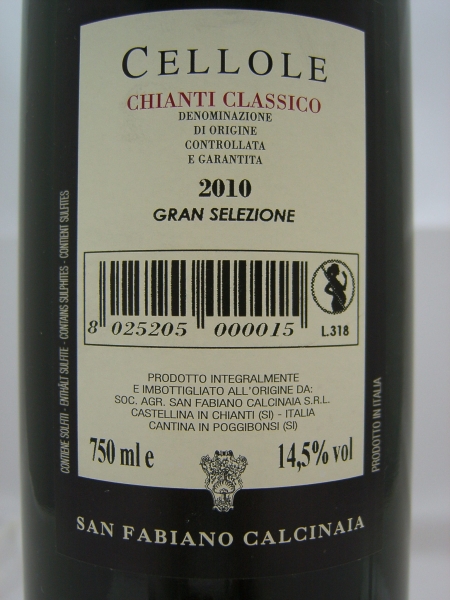 CELLOLE
CHIANTI CLASSICO
DENOMINAZIONE
DI ORIGINE
CONTROLLATA
E GARANTITA
2010
GRAN SELEZIONE
8 025205 000015
L.318
PRODOTTO INTEGRALMENTE
E IMBOTTIGLIATO ALL'ORIGINE DA:
SOC. AGR. SAN FABIANO CALCINAIA S.R.L.
CASTELLINA IN CHIANTI (SI) - ITALIA
CANTINA IN POGGIBONSI (SI)
750 ml e
14,5% vol
SAN FABIANO CALCINAIA
CONTIENE SOLFITI - ENTHÄLT SULFITE - CONTAINS SULPHITES - CONTIENT SULFITES
PRODOTTO IN ITALIA